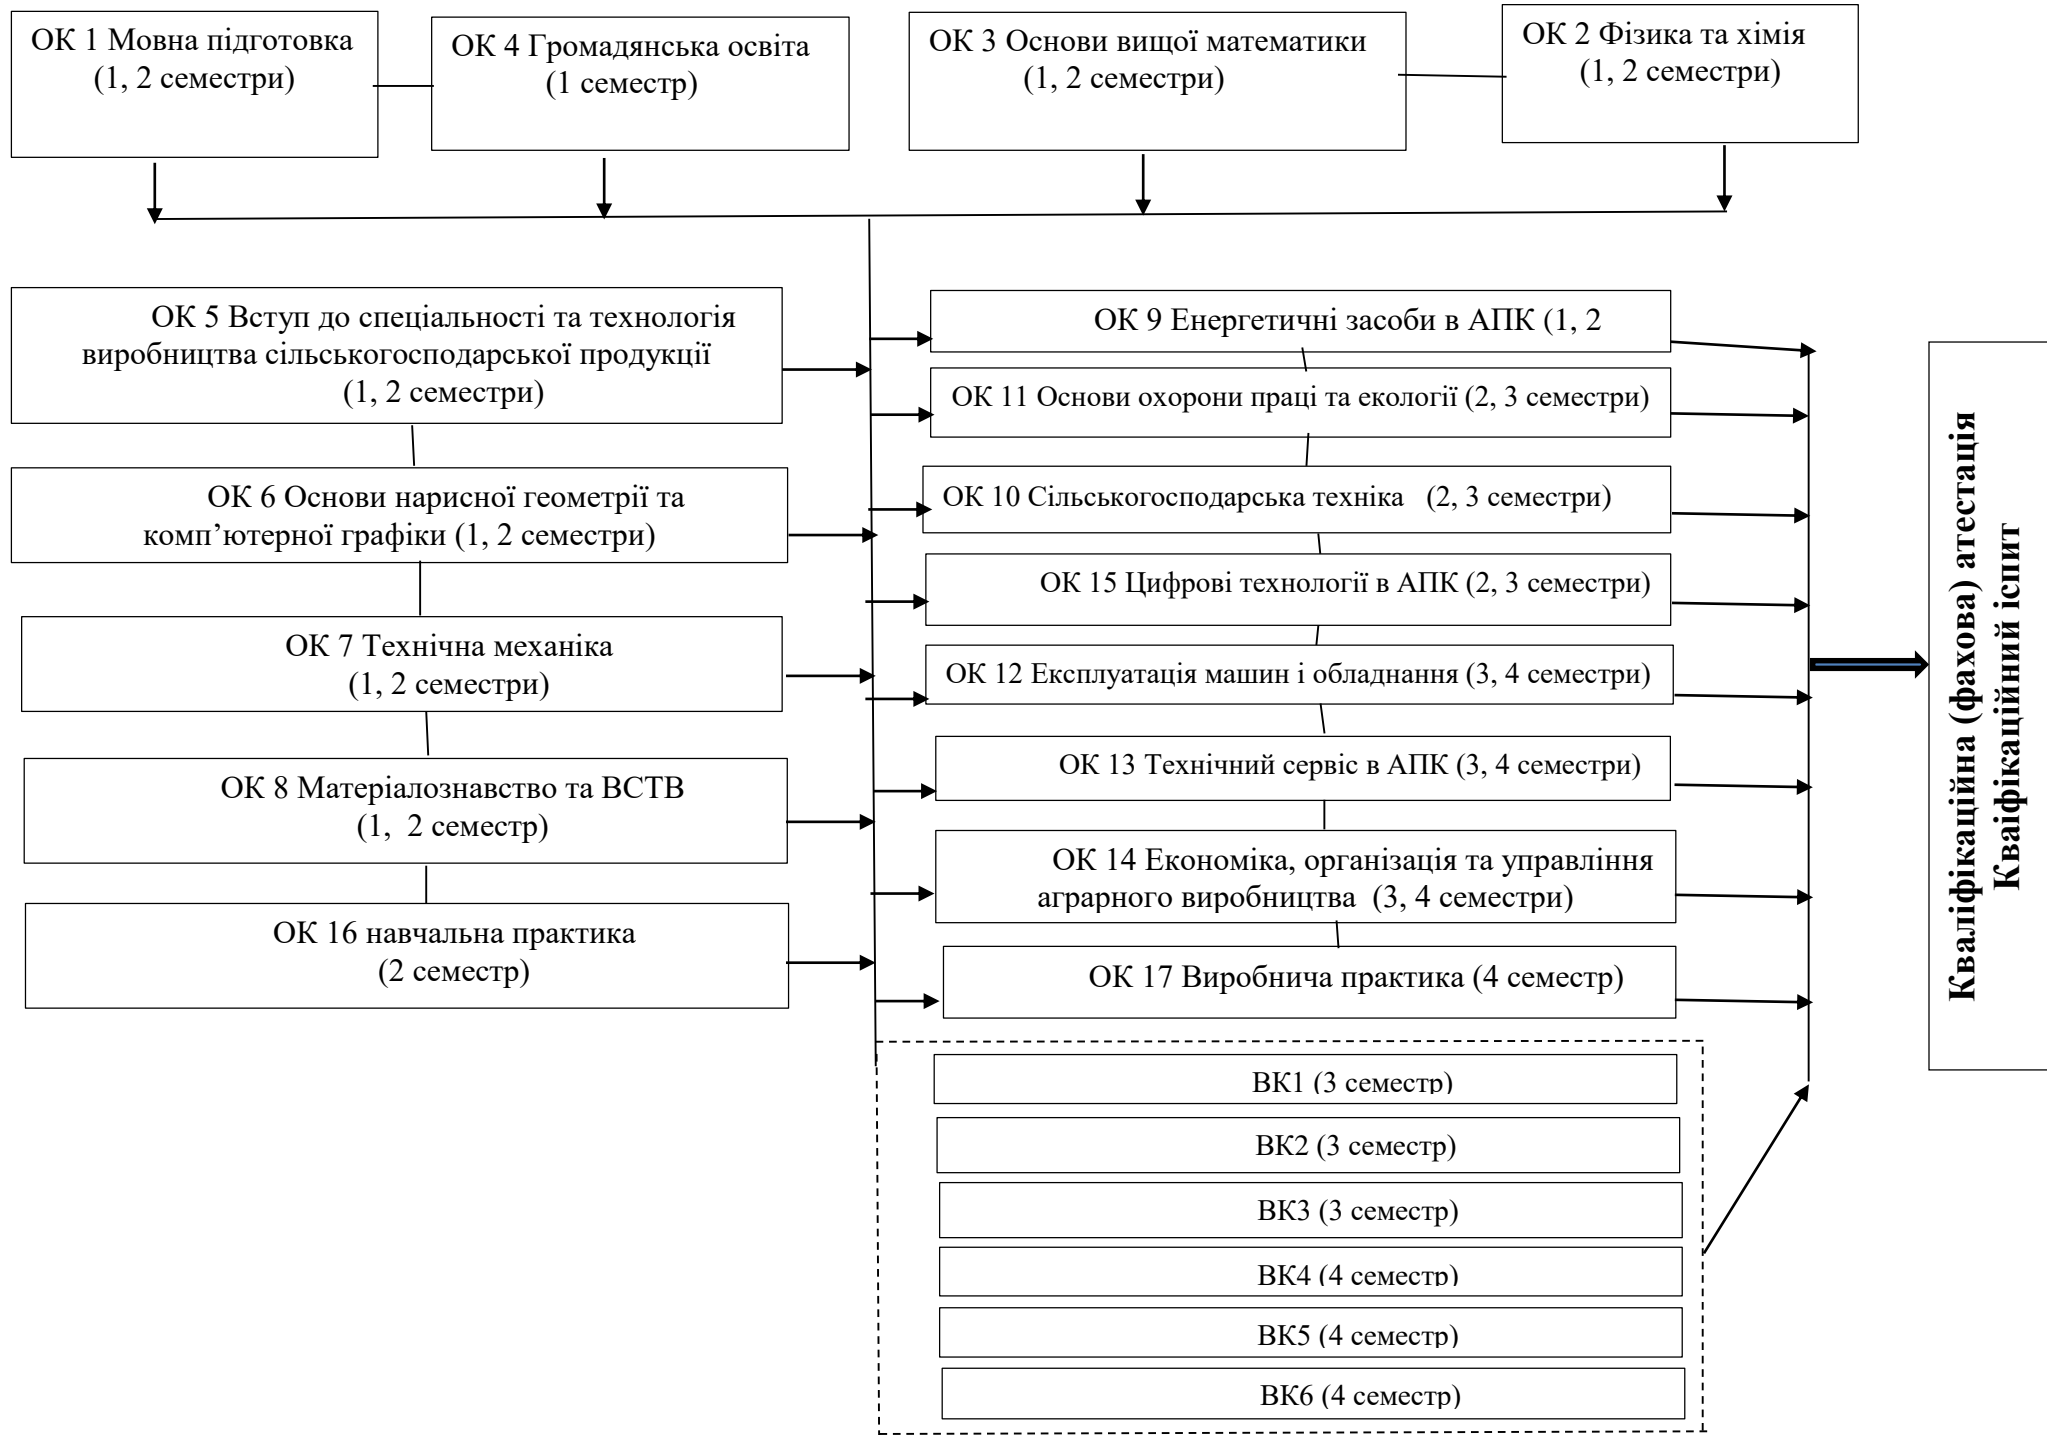 ОК 1 Мовна підготовка
(1, 2 семестри)
ОК 4 Громадянська освіта
(1 семестр)
ОК 3 Основи вищої математики
(1, 2 семестри)
ОК 2 Фізика та хімія
(1, 2 семестри)
ОК 5 Вступ до спеціальності та технологія
виробництва сільськогосподарської продукції
(1, 2 семестри)
ОК 6 Основи нарисної геометрії та
комп’ютерної графіки (1, 2 семестри)
ОК 7 Технічна механіка
(1, 2 семестри)
ОК 8 Матеріалознавство та ВСТВ
(1, 2 семестр)
ОК 16 навчальна практика
(2 семестр)
ОК 9 Енергетичні засоби в АПК (1, 2
ОК 11 Основи охорони праці та екології (2, 3 семестри)
ОК 10 Сільськогосподарська техніка (2, 3 семестри)
ОК 15 Цифрові технології в АПК (2, 3 семестри)
ОК 12 Експлуатація машин і обладнання (3, 4 семестри)
ОК 13 Технічний сервіс в АПК (3, 4 семестри)
ОК 14 Економіка, організація та управління
аграрного виробництва (3, 4 семестри)
ОК 17 Виробнича практика (4 семестр)
ВК1 (3 семестр)
ВК2 (3 семестр)
ВК3 (3 семестр)
ВК4 (4 семестр)
ВК5 (4 семестр)
ВК6 (4 семестр)
Кваліфікаційна (фахова) атестація
Кваіфікаційний іспит